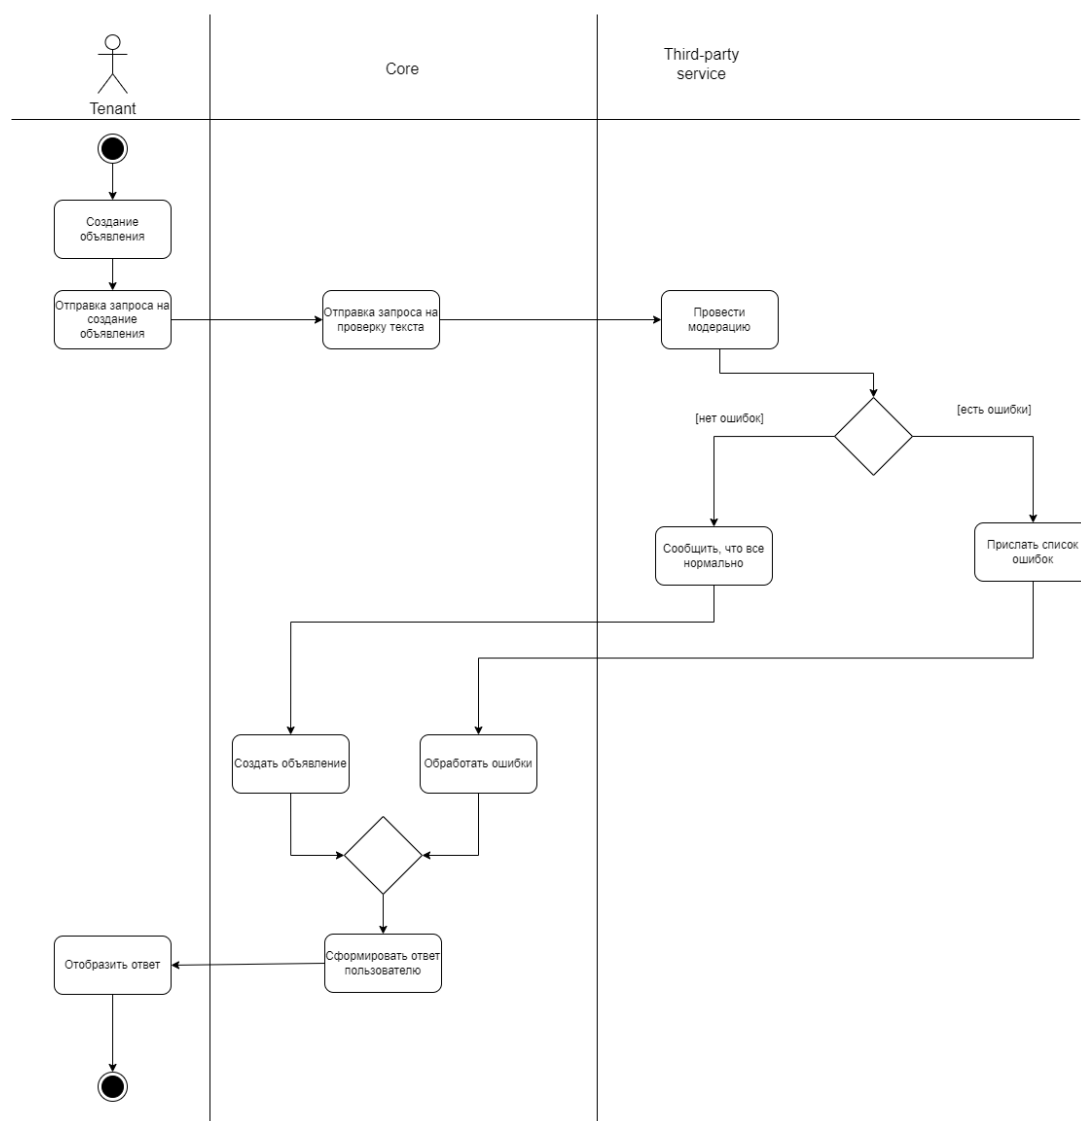 Tenant
Core
Third-party
service
Создание
объявления
Отправка запроса на
создание
объявления
Отправка запроса на
проверку текста
Провести
модерацию
[нет ошибок]
[есть ошибки]
Сообщить, что все
нормально
Прислать список
ошибок
Создать объявление
Обработать ошибки
Отобразить ответ
Сформировать ответ
пользователю